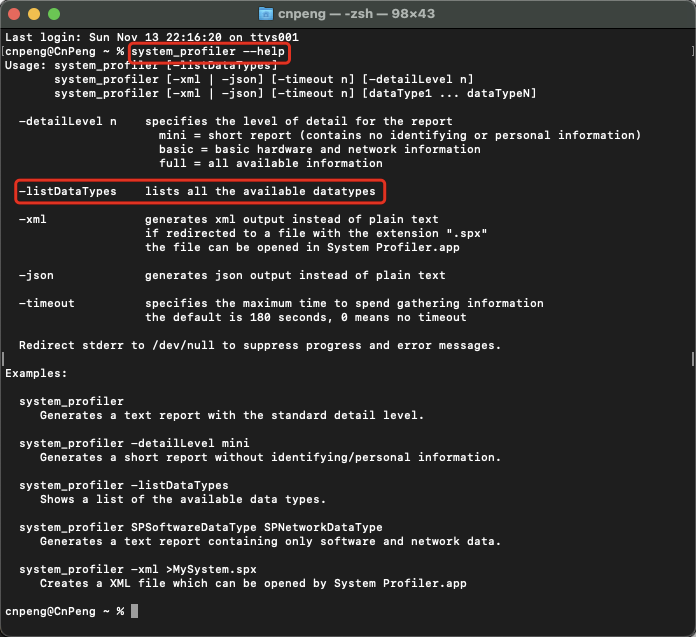 cnpeng — -zsh — 98×43
Last login: Sun Nov 13 22:16:20 on ttys001
[cnpeng@CnPeng ~ % system_profiler --help ]
Usage: system_profiler [-listDataTypes]
       system_profiler [-xml | -json] [-timeout n] [-detailLevel n]
       system_profiler [-xml | -json] [-timeout n] [dataType1 ... dataTypeN]
  -detailLevel n    specifies the level of detail for the report
                      mini = short report (contains no identifying or personal information)
                      basic = basic hardware and network information
                      full = all available information
  -listDataTypes    lists all the available datatypes
  -xml              generates xml output instead of plain text
                    if redirected to a file with the extension ".spx"
                    the file can be opened in System Profiler.app
  -json             generates json output instead of plain text
  -timeout          specifies the maximum time to spend gathering information
                    the default is 180 seconds, 0 means no timeout
  Redirect stderr to /dev/null to suppress progress and error messages.
Examples:
  system_profiler
     Generates a text report with the standard detail level.
  system_profiler -detailLevel mini
     Generates a short report without identifying/personal information.
  system_profiler -listDataTypes
     Shows a list of the available data types.
  system_profiler SPSoftwareDataType SPNetworkDataType
     Generates a text report containing only software and network data.
  system_profiler -xml >MySystem.spx
     Creates a XML file which can be opened by System Profiler.app
cnpeng@CnPeng ~ %